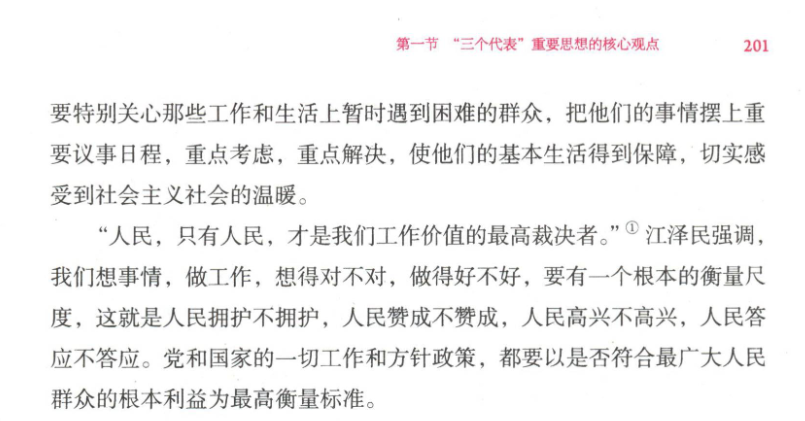 第一节 “三个代表”重要思想的核心观点 201
要特别关心那些工作和生活上暂时遇到困难的群众，把他们的事情摆上重
要议事日程，重点考虑，重点解决，使他们的基本生活得到保障，切实感
受到社会主义社会的温暖。
“人民，只有人民，才是我们工作价值的最高裁决者。”①江泽民强调，
我们想事情，做工作，想得对不对，做得好不好，要有一个根本的衡量尺
度，这就是人民拥护不拥护，人民赞成不赞成，人民高兴不高兴，人民答
应不答应。党和国家的一切工作和方针政策，都要以是否符合最广大人民
群众的根本利益为最高衡量标准。